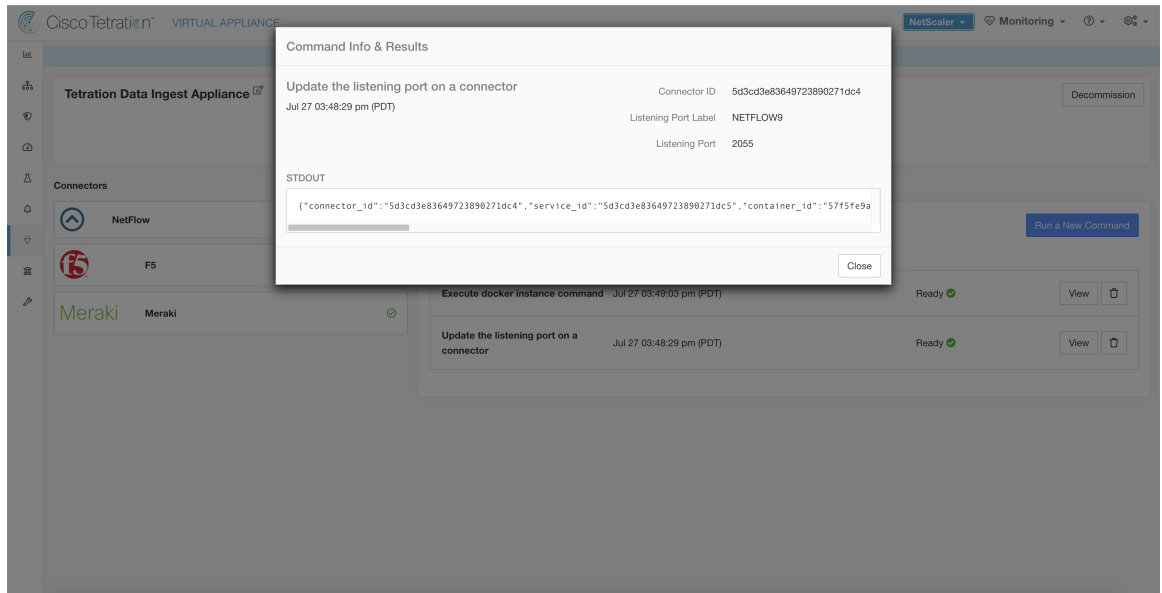 Cisco Tetration™ VIRTUAL APPLIANCE
NetScaler
Monitoring
Command Info & Results
Update the listening port on a connector
Jul 27 03:48:29 pm (PDT)
Connector ID 5d3cd3e83649723890271dc4
Listening Port Label NETFLOW9
Listening Port 2055
STDOUT
{"connector_id":"5d3cd3e83649723890271dc4","service_id":"5d3cd3e83649723890271dc5","container_id":"57f5fe9a
Close
Tetration Data Ingest Appliance
Decommission
Connectors
NetFlow
F5
Meraki Meraki
Run a New Command
Execute docker instance command Jul 27 03:49:03 pm (PDT) Ready View
Update the listening port on a
connector
Jul 27 03:48:29 pm (PDT) Ready View